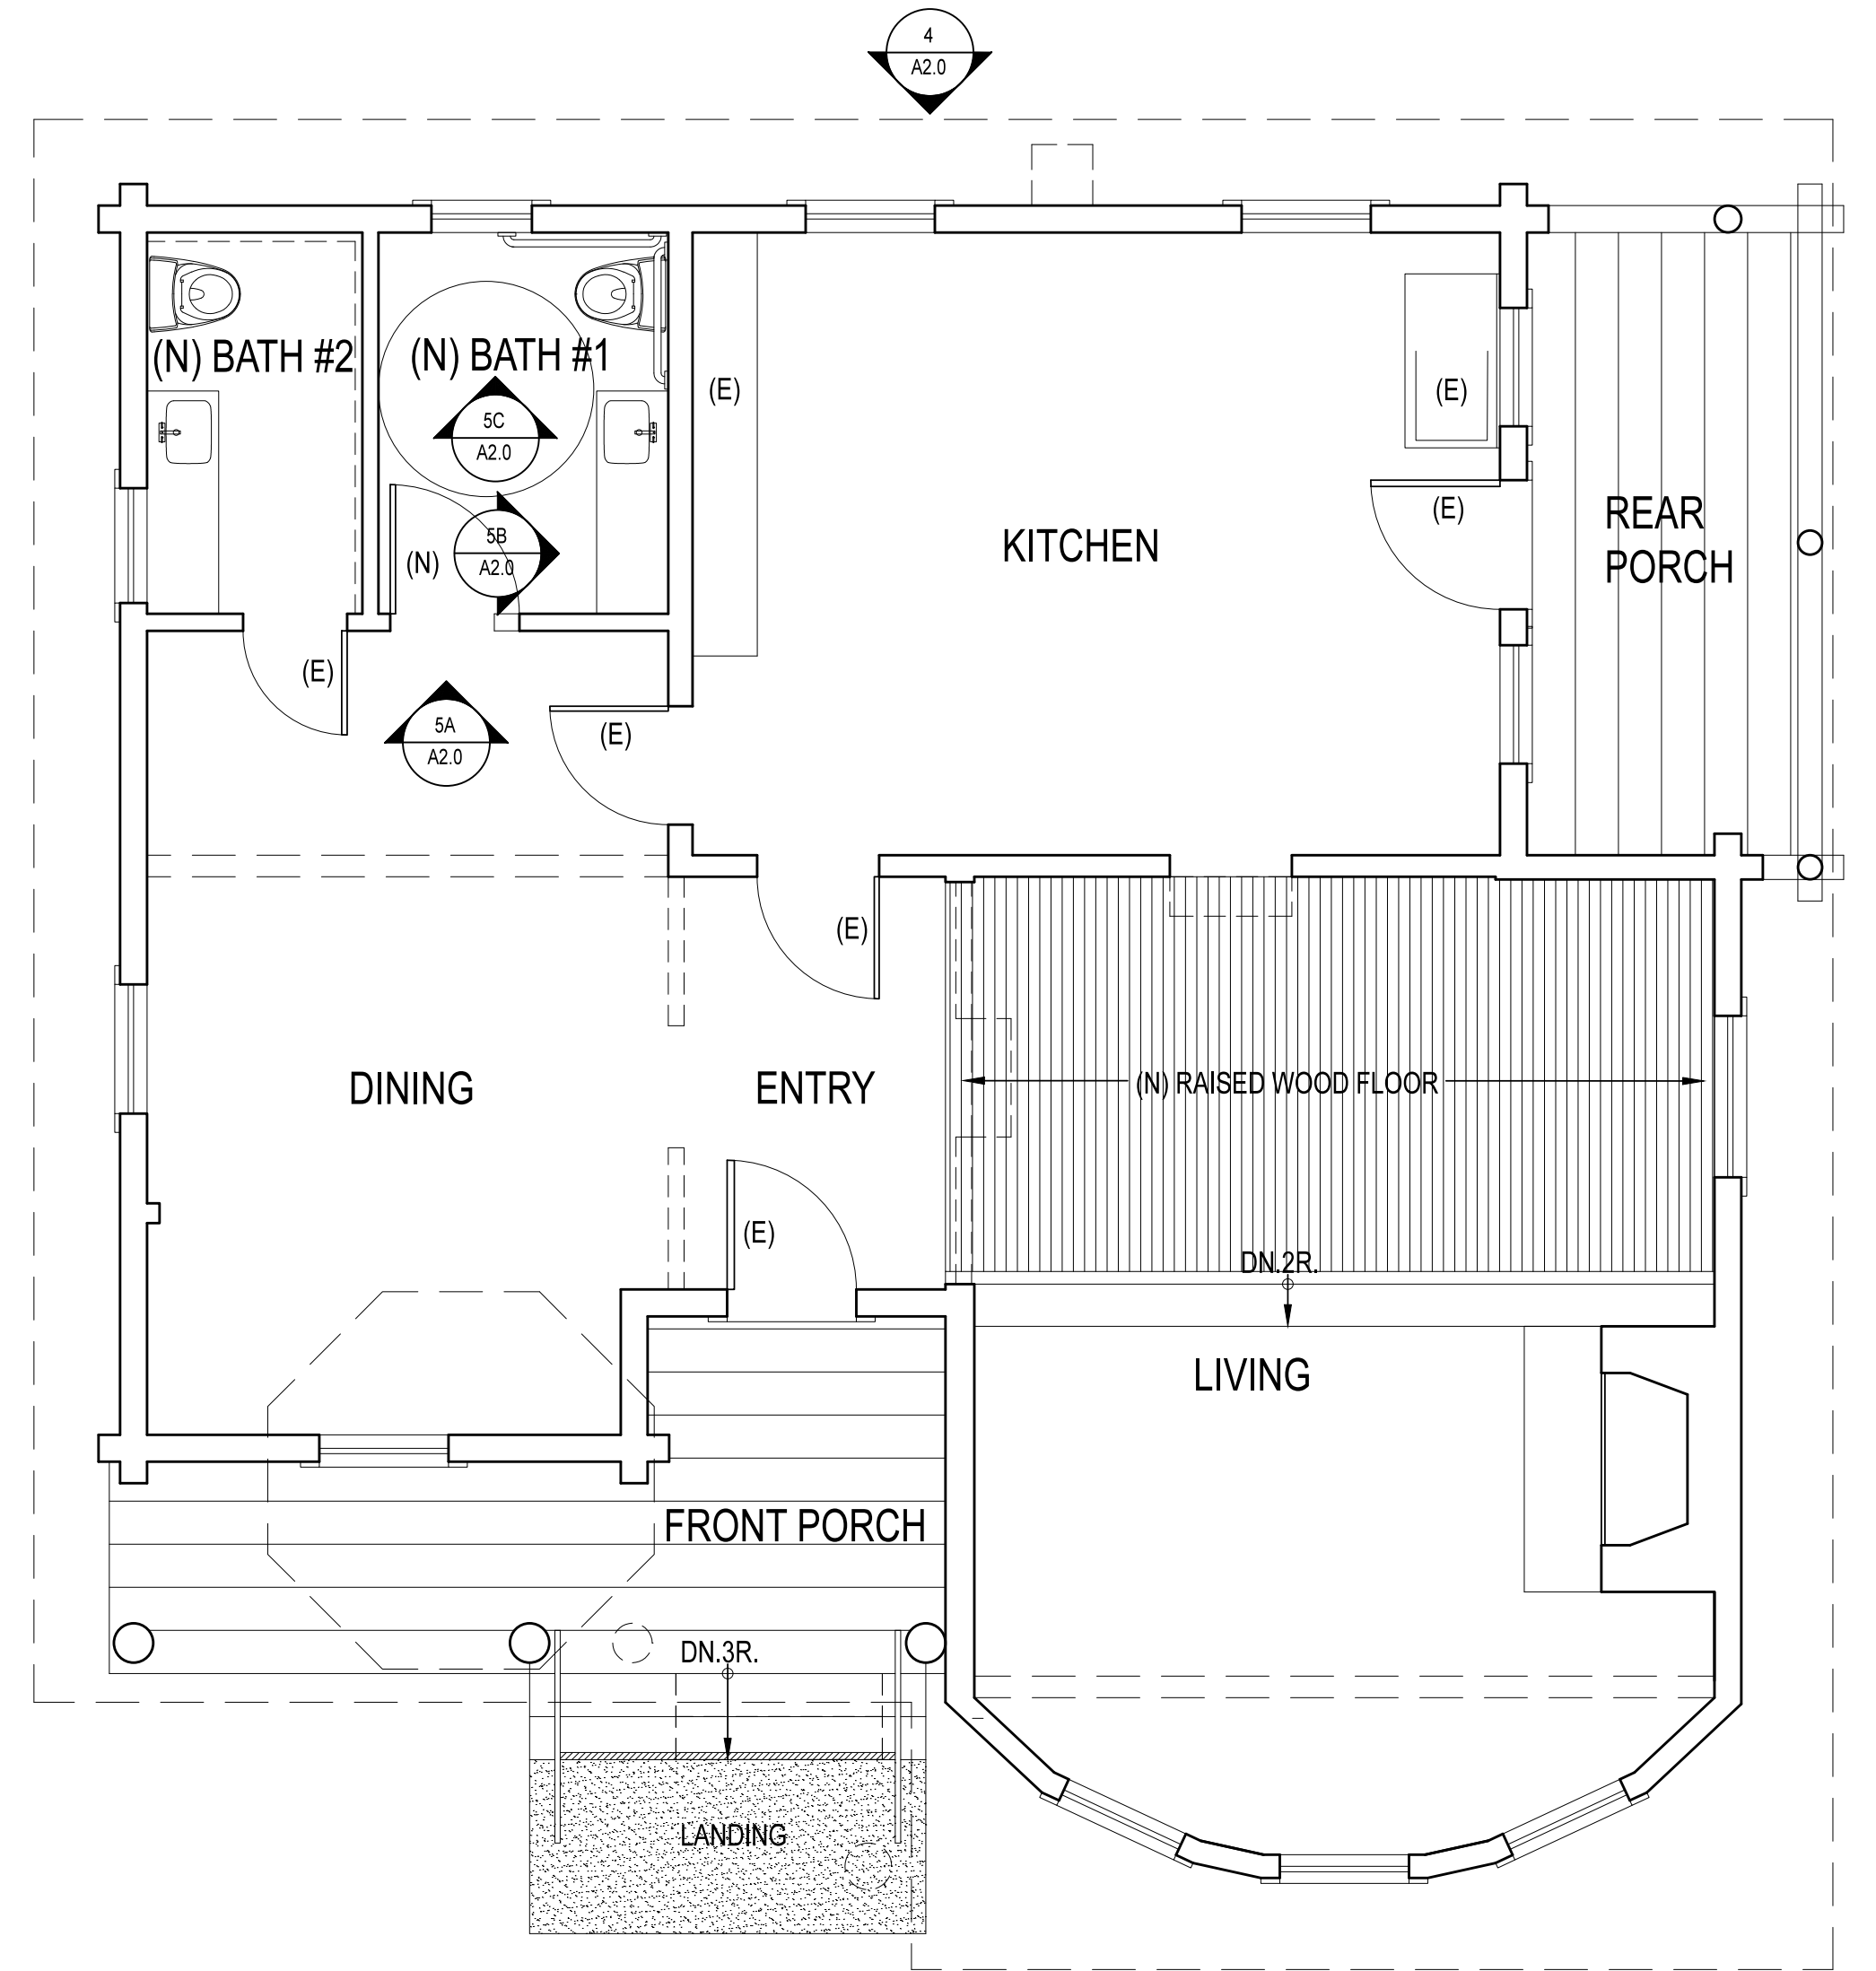 4
A2.0
(N) BATH #2
(N) BATH #1
(E)
(E)
5C
A2.0
(E)
REAR
PORCH
5B
A2.0
(N)
KITCHEN
(E)
5A
A2.0
(E)
(E)
DINING
ENTRY
(N) RAISED WOOD FLOOR
(E)
DN.2R.
LIVING
FRONT PORCH
DN.3R.
LANDING